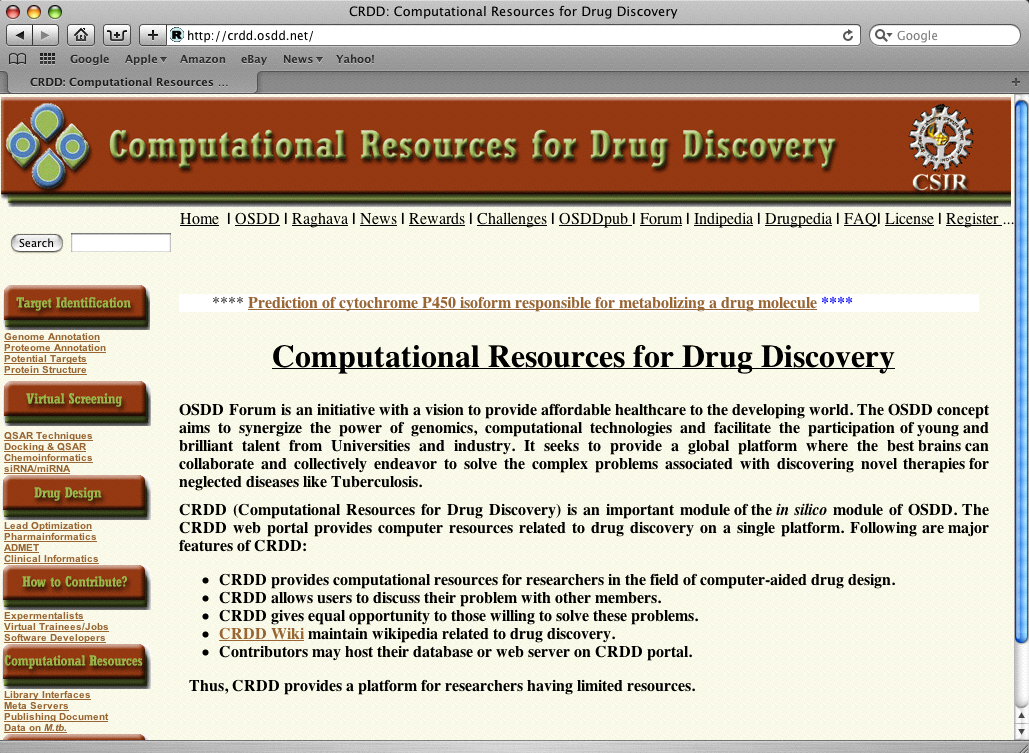 CRDD: Computational Resources for Drug Discovery
http://crdd.osdd.net/
Google
Google Apple Amazon eBay News Yahoo!
CRDD: Computational Resources ...
Computational Resources for Drug Discovery
CSIR
Home | OSDD | Raghava | News | Rewards | Challenges | OSDDpub | Forum | Indipedia | Drugpedia | FAQ| License | Register ...
Search
Target Identification
Genome Annotation
Proteome Annotation
Potential Targets
Protein Structure
Virtual Screening
QSAR Techniques
Docking & QSAR
Chemoinformatics
siRNA/miRNA
Drug Design
Lead Optimization
Pharmainformatics
ADMET
Clinical Informatics
How to Contribute?
Expermentalists
Virtual Trainees/Jobs
Software Developers
Computational Resources
Library Interfaces
Meta Servers
Publishing Document
Data on M.tb.
**** Prediction of cytochrome P450 isoform responsible for metabolizing a drug molecule ****
Computational Resources for Drug Discovery
OSDD Forum is an initiative with a vision to provide affordable healthcare to the developing world. The OSDD concept
aims to synergize the power of genomics, computational technologies and facilitate the participation of young and
brilliant talent from Universities and industry. It seeks to provide a global platform where the best brains can
collaborate and collectively endeavor to solve the complex problems associated with discovering novel therapies for
neglected diseases like Tuberculosis.
CRDD (Computational Resources for Drug Discovery) is an important module of the in silico module of OSDD. The
CRDD web portal provides computer resources related to drug discovery on a single platform. Following are major
features of CRDD:
• CRDD provides computational resources for researchers in the field of computer-aided drug design.
• CRDD allows users to discuss their problem with other members.
• CRDD gives equal opportunity to those willing to solve these problems.
• CRDD Wiki maintain wikipedia related to drug discovery.
• Contributors may host their database or web server on CRDD portal.
Thus, CRDD provides a platform for researchers having limited resources.